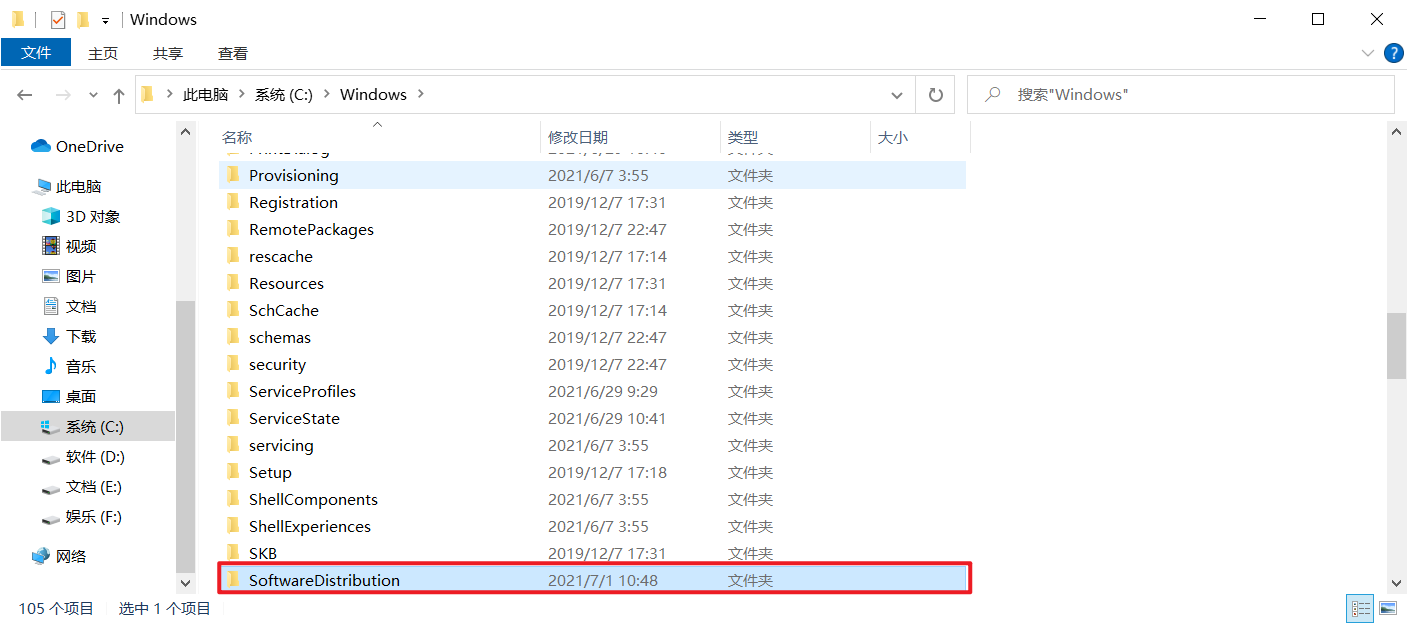 Windows
文件 主页 共享 查看
此电脑 系统 (C:) Windows
搜索"Windows"
OneDrive
此电脑
3D 对象
视频
图片
文档
下载
音乐
桌面
系统 (C:)
软件 (D:)
文档 (E:)
娱乐 (F:)
网络
名称 修改日期 类型 大小
Provisioning 2021/6/7 3:55 文件夹
Registration 2019/12/7 17:31 文件夹
RemotePackages 2019/12/7 22:47 文件夹
rescache 2019/12/7 17:14 文件夹
Resources 2019/12/7 17:31 文件夹
SchCache 2019/12/7 17:14 文件夹
schemas 2019/12/7 22:47 文件夹
security 2019/12/7 22:47 文件夹
ServiceProfiles 2021/6/29 9:29 文件夹
ServiceState 2021/6/29 10:41 文件夹
servicing 2021/6/7 3:55 文件夹
Setup 2019/12/7 17:18 文件夹
ShellComponents 2021/6/7 3:55 文件夹
ShellExperiences 2021/6/7 3:55 文件夹
SKB 2019/12/7 17:31 文件夹
SoftwareDistribution 2021/7/1 10:48 文件夹
105 个项目 选中 1 个项目